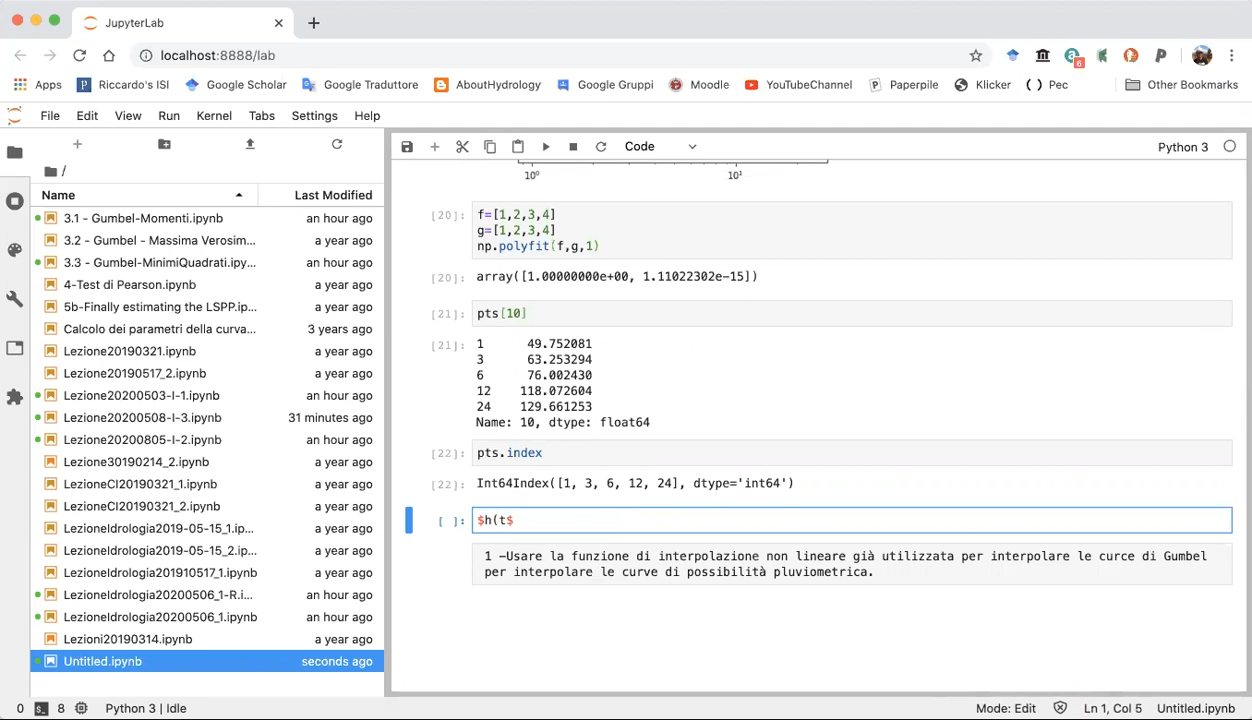 JupyterLab
localhost:8888/lab
6
Apps Riccardo's ISI Google Scholar Google Traduttore AboutHydrology Google Gruppi Moodle YouTubeChannel Paperpile Klicker Pec Other Bookmarks
File Edit View Run Kernel Tabs Settings Help
Code Python 3
/
Name Last Modified
3.1 - Gumbel-Momenti.ipynb an hour ago
3.2 - Gumbel - Massima Verosim... a year ago
3.3 - Gumbel-MinimiQuadrati.ipy... an hour ago
4-Test di Pearson.ipynb a year ago
5b-Finally estimating the LSPP.ip... a year ago
Calcolo dei parametri della curva... 3 years ago
Lezione20190321.ipynb a year ago
Lezione20190517_2.ipynb a year ago
Lezione20200503-I-1.ipynb an hour ago
Lezione20200508-I-3.ipynb 31 minutes ago
Lezione20200805-I-2.ipynb an hour ago
Lezione30190214_2.ipynb a year ago
LezioneCI20190321_1.ipynb a year ago
LezioneCI20190321_2.ipynb a year ago
LezioneIdrologia2019-05-15_1.ip... a year ago
LezioneIdrologia2019-05-15_2.ip... a year ago
LezioneIdrologia201910517_1.ipynb a year ago
LezioneIdrologia20200506_1-R.i... an hour ago
LezioneIdrologia20200506_1.ipynb an hour ago
Lezioni20190314.ipynb a year ago
Untitled.ipynb seconds ago
10⁰ 10¹
[20]: f=[1,2,3,4]
g=[1,2,3,4]
np.polyfit(f,g,1)
[20]: array([1.00000000e+00, 1.11022302e-15])
[21]: pts[10]
[21]: 1 49.752081
3 63.253294
6 76.002430
12 118.072604
24 129.661253
Name: 10, dtype: float64
[22]: pts.index
[22]: Int64Index([1, 3, 6, 12, 24], dtype='int64')
[ ]: $h(t$
1 -Usare la funzione di interpolazione non lineare già utilizzata per interpolare le curce di Gumbel
per interpolare le curve di possibilità pluviometrica.
0 $_ 8 Python 3 | Idle Mode: Edit Ln 1, Col 5 Untitled.ipynb